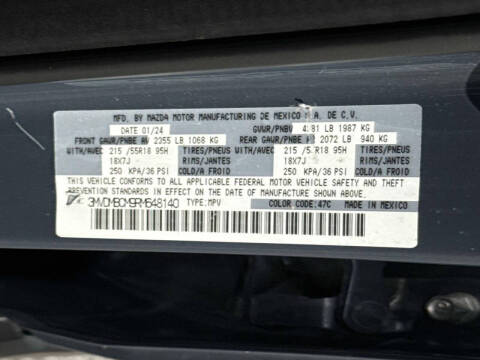 MFD. BY MAZDA MOTOR MANUFACTURING DE MEXICO S.A. DE C.V.
DATE 01/24 GVWR/PNBV 4381 LB 1987 KG
FRONT GAWR/PNBE AV 2355 LB 1068 KG REAR GAWR/PNBE 2072 LB 940 KG
WITH/AVEC 215 /55R18 95H TIRES/PNEUS WITH/AVEC 215 /55R18 95H TIRES/PNEUS
18X7J RIMS/JANTES 18X7J RIMS/JANTES
250 KPA/36 PSI COLD/A FROID 250 KPA/36 PSI COLD/A FROID
THIS VEHICLE CONFORMS TO ALL APPLICABLE FEDERAL MOTOR VEHICLE SAFETY AND THEFT
PREVENTION STANDARDS IN EFFECT ON THE DATE OF MANUFACTURE SHOWN ABOVE.
3MVDMBCM9RM648140 TYPE:MPV COLOR CODE:47C MADE IN MEXICO